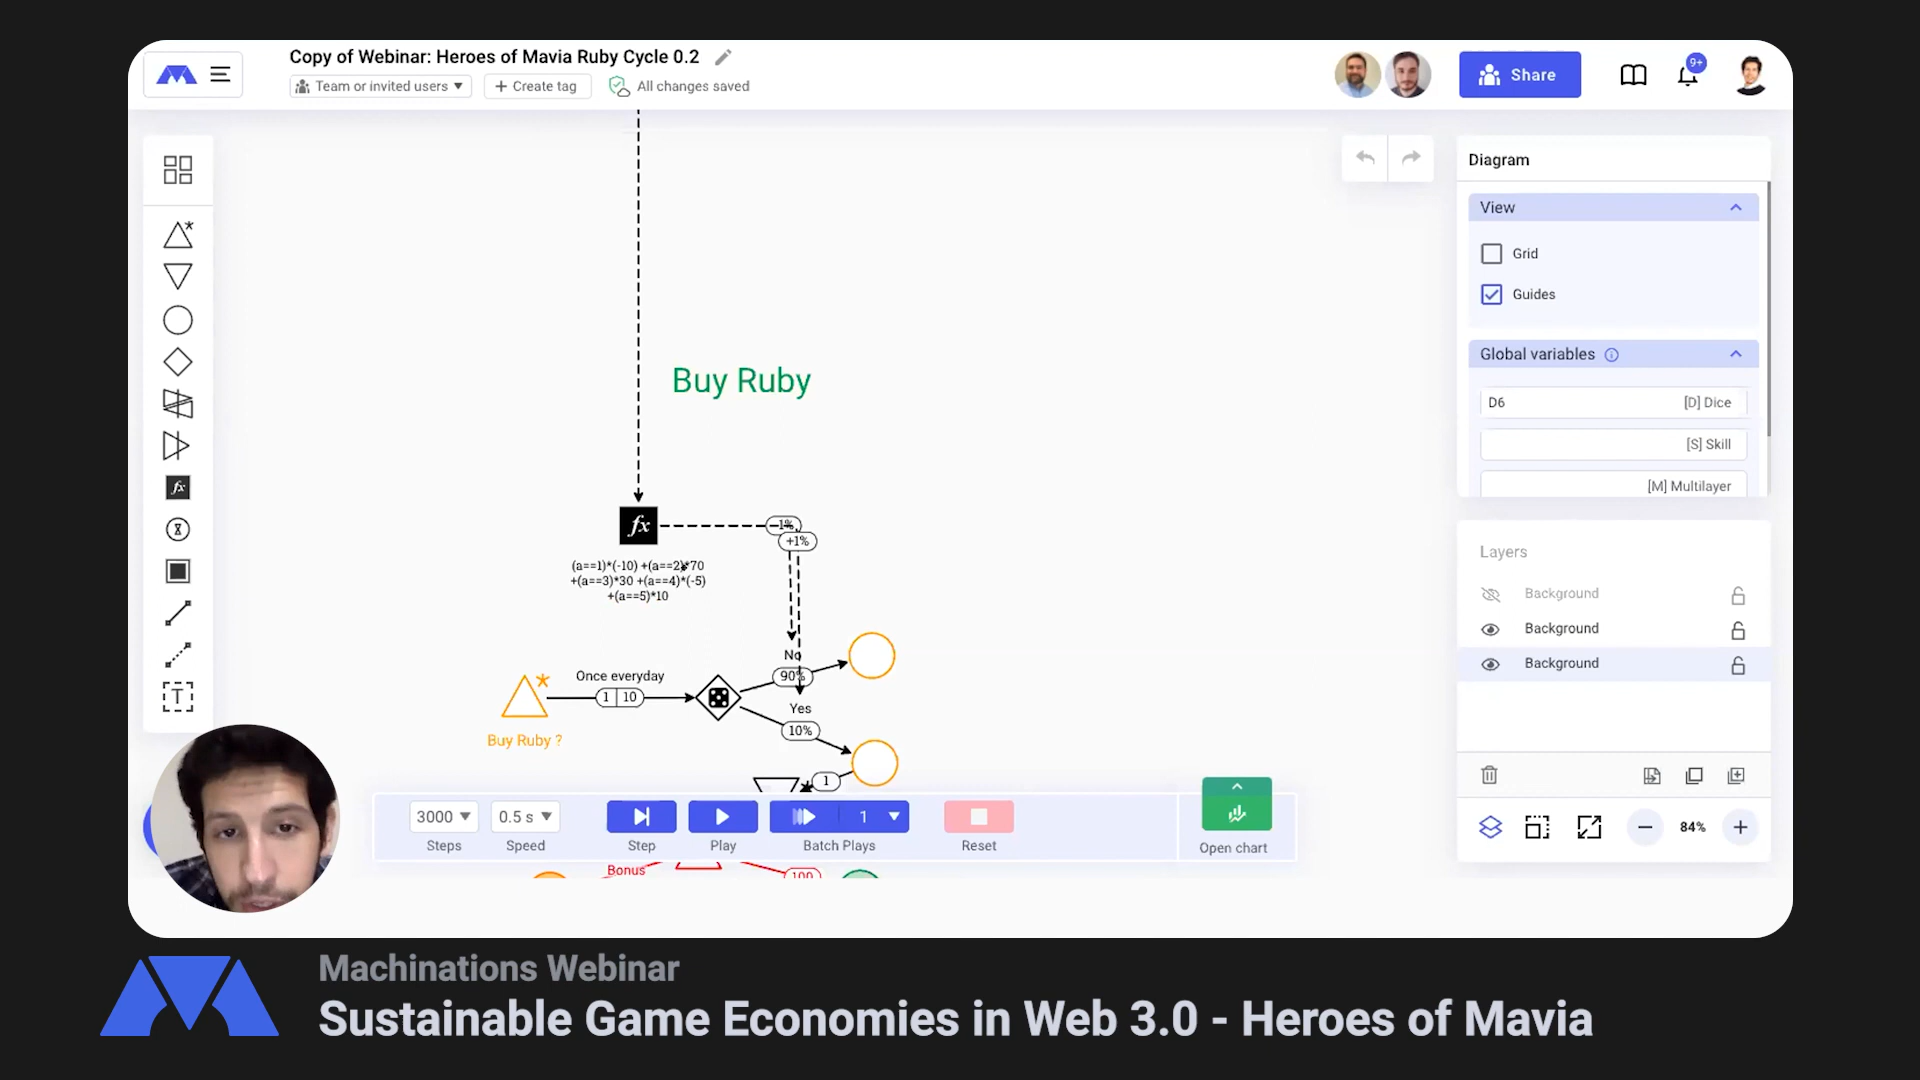 Copy of Webinar: Heroes of Mavia Ruby Cycle 0.2
Team or invited users
+ Create tag
All changes saved
Share
9+
Diagram
View
Grid
Guides
Global variables
D6 [D] Dice
[S] Skill
[M] Multilayer
Buy Ruby
fx
-1%
+1%
(a==1)*(-10) +(a==2)*70
+(a==3)*30 +(a==4)*(-5)
+(a==5)*10
No
90%
Once everyday
1 | 10
Yes
10%
Buy Ruby ?
1
Layers
Background
Background
Background
84%
3000
0.5 s
1
Steps
Speed
Step
Play
Batch Plays
Reset
Open chart
Bonus
100
fx
T
Machinations Webinar
Sustainable Game Economies in Web 3.0 - Heroes of Mavia